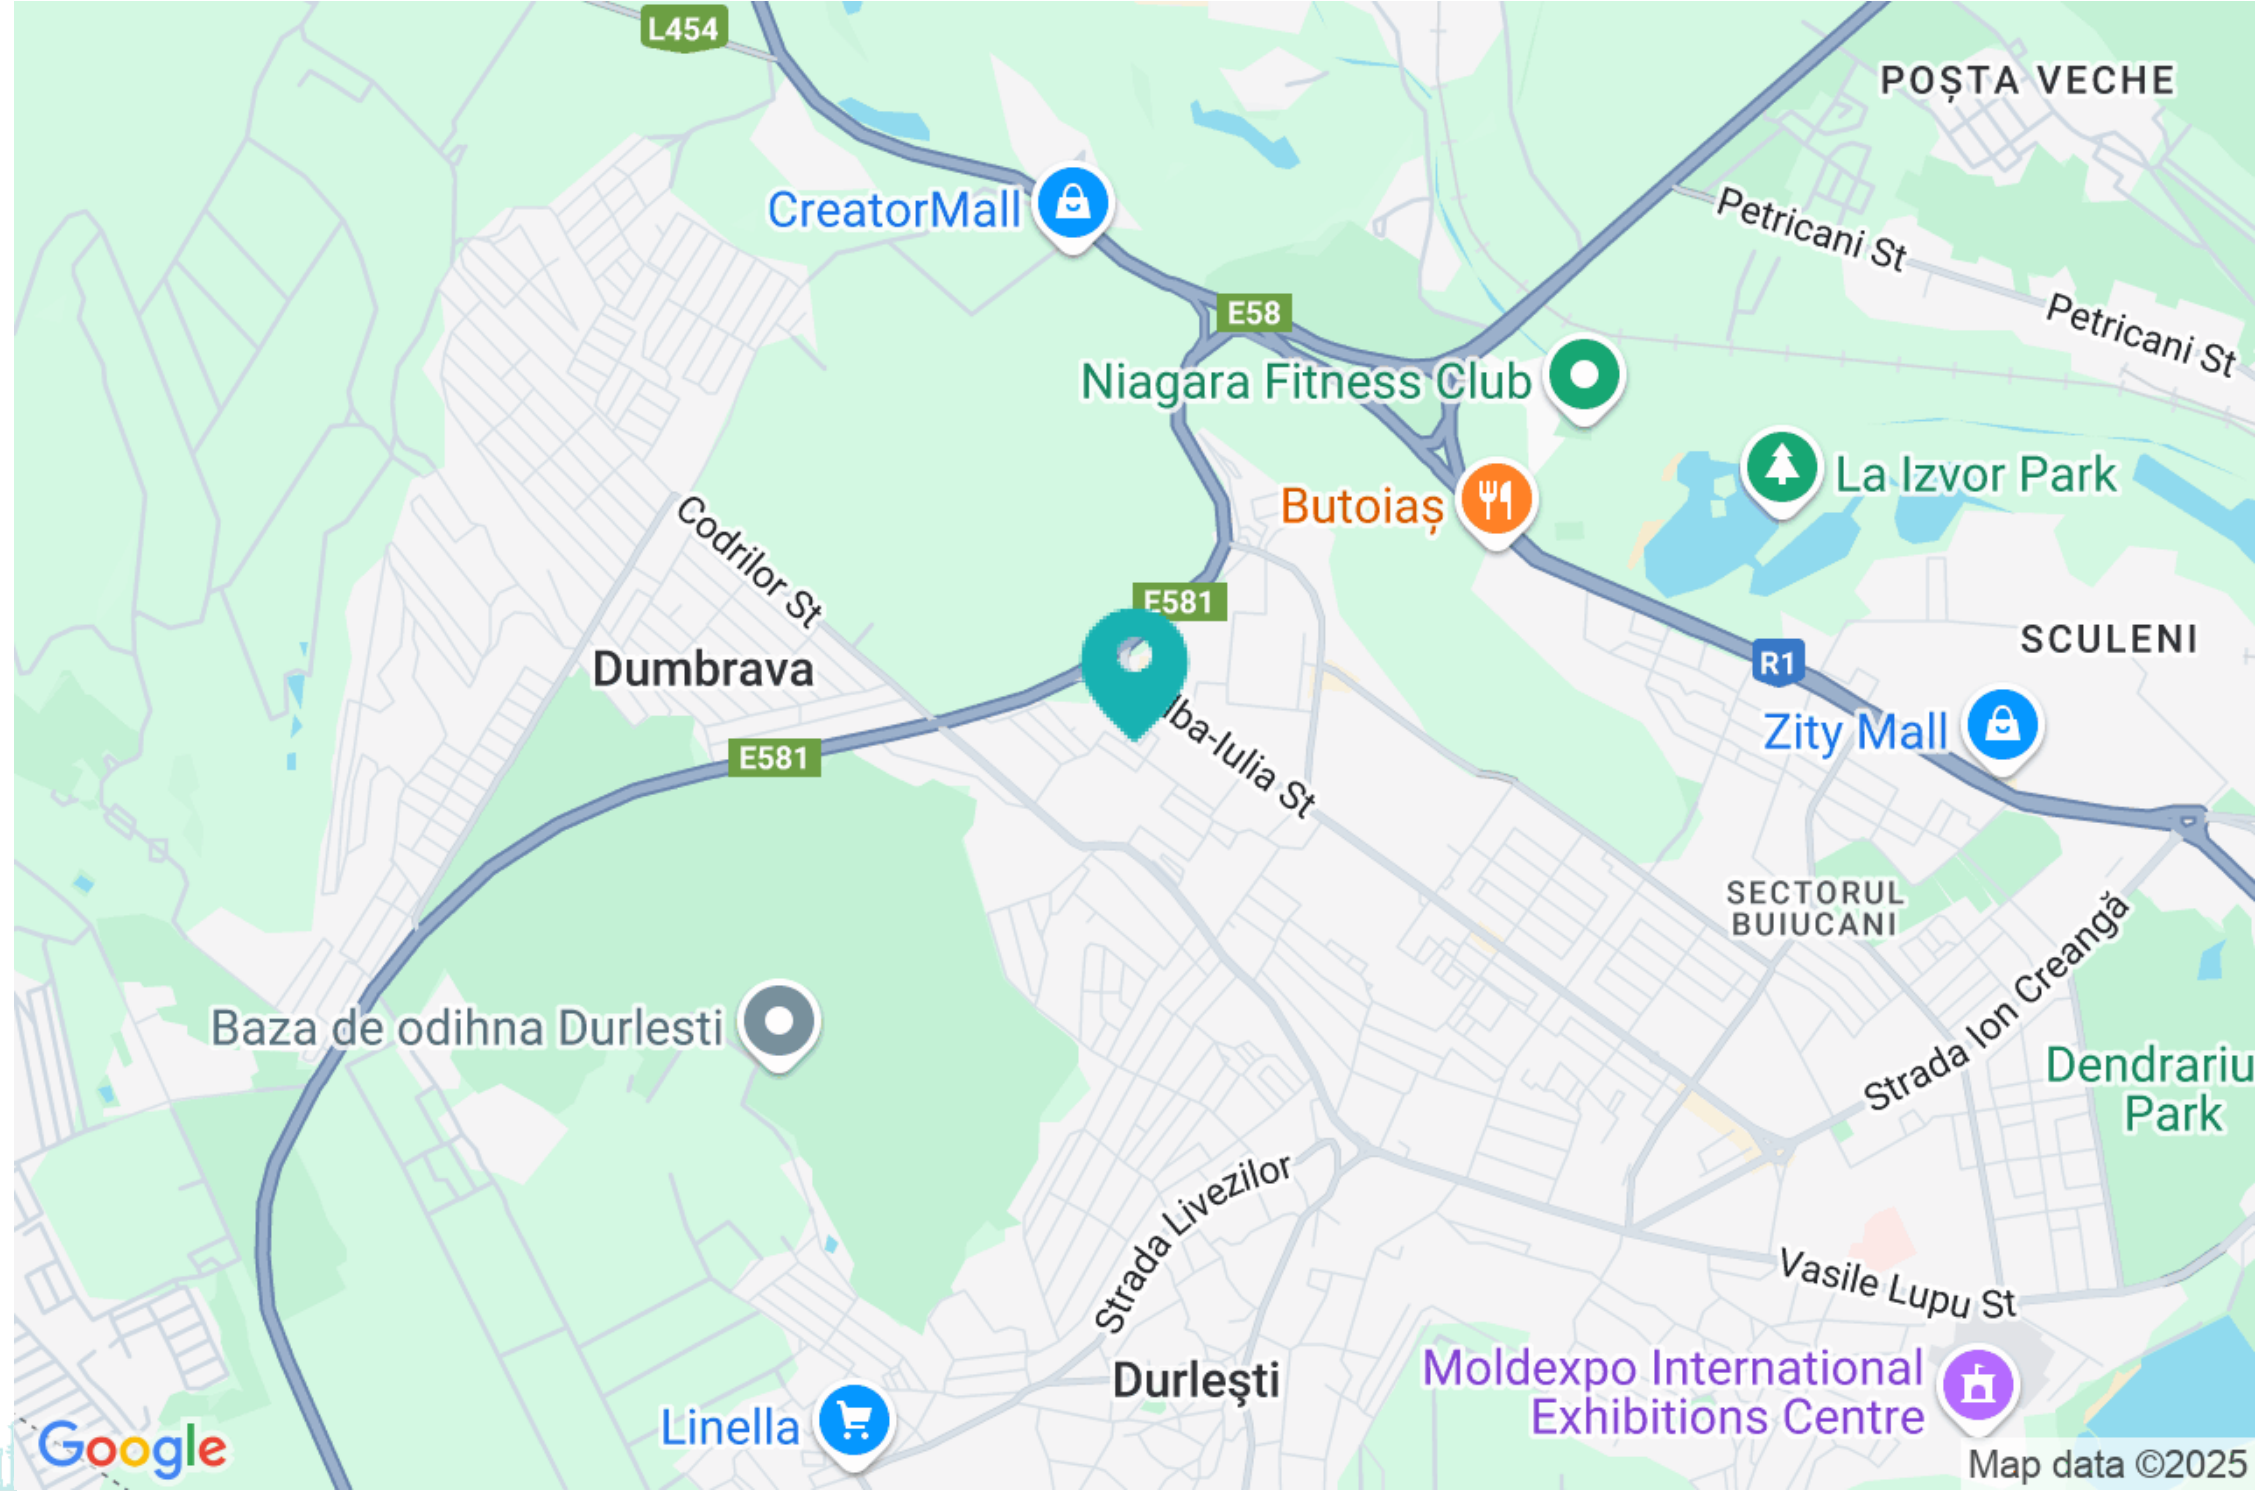 L454
POȘTA VECHE
CreatorMall
Petricani St
E58
Petricani St
Niagara Fitness Club
La Izvor Park
Butoiaș
Codrilor St
E581
SCULENI
Dumbrava
R1
Zity Mall
lba-Iulia St
E581
SECTORUL
BUIUCANI
Strada Ion Creangă
Baza de odihna Durlesti
Dendrariu
Park
Strada Livezilor
Vasile Lupu St
Durleşti
Moldexpo International
Exhibitions Centre
Linella
Google
Map data ©2025